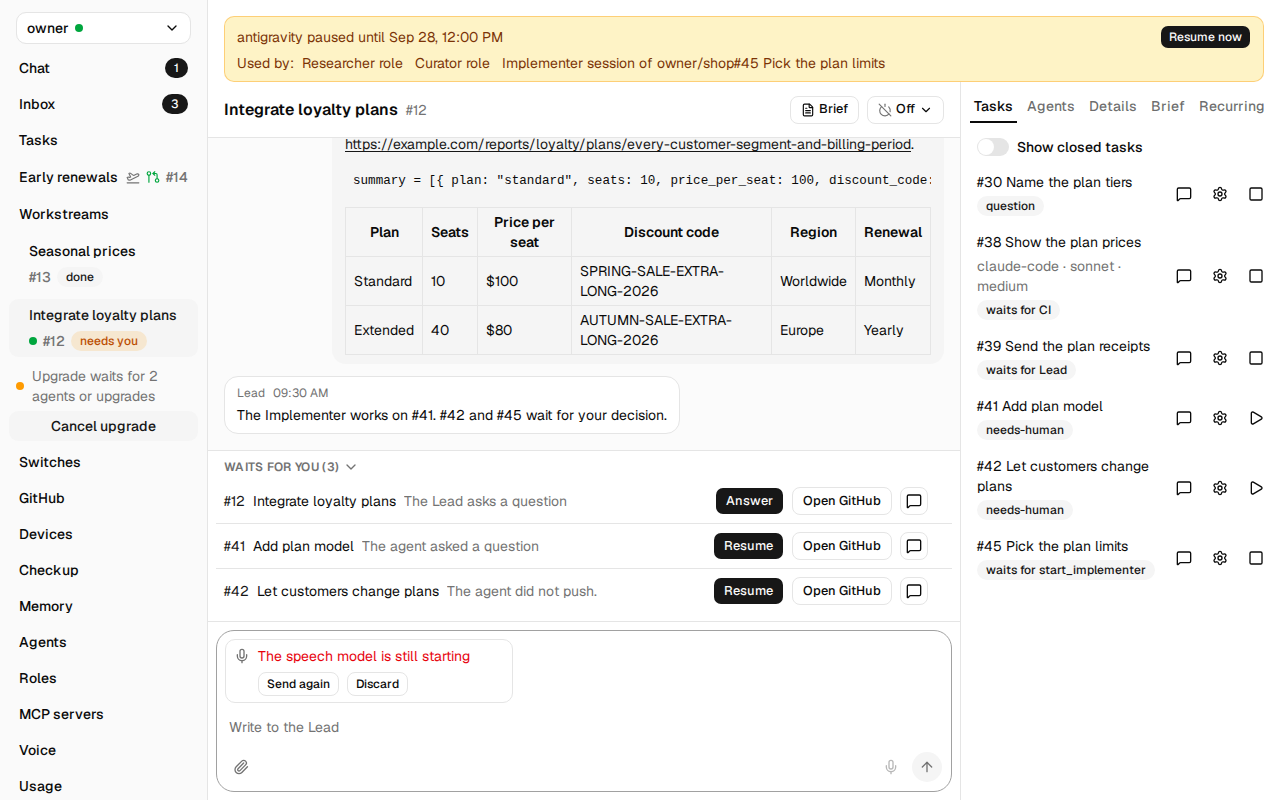 owner
Chat 1
Inbox 3
Tasks
Early renewals #14
Workstreams
Seasonal prices
#13 done
Integrate loyalty plans
#12 needs you
Upgrade waits for 2
agents or upgrades
Cancel upgrade
Switches
GitHub
Devices
Checkup
Memory
Agents
Roles
MCP servers
Voice
Usage
antigravity paused until Sep 28, 12:00 PM
Resume now
Used by: Researcher role Curator role Implementer session of owner/shop#45 Pick the plan limits
Integrate loyalty plans #12
Brief
Off
https://example.com/reports/loyalty/plans/every-customer-segment-and-billing-period.
summary = [{ plan: "standard", seats: 10, price_per_seat: 100, discount_code:
Plan Seats Price per seat Discount code Region Renewal
Standard 10 $100 SPRING-SALE-EXTRA-LONG-2026 Worldwide Monthly
Extended 40 $80 AUTUMN-SALE-EXTRA-LONG-2026 Europe Yearly
Lead 09:30 AM
The Implementer works on #41. #42 and #45 wait for your decision.
WAITS FOR YOU (3)
#12 Integrate loyalty plans The Lead asks a question Answer Open GitHub
#41 Add plan model The agent asked a question Resume Open GitHub
#42 Let customers change plans The agent did not push. Resume Open GitHub
The speech model is still starting
Send again Discard
Write to the Lead
Tasks Agents Details Brief Recurring
Show closed tasks
#30 Name the plan tiers
question
#38 Show the plan prices
claude-code · sonnet ·
medium
waits for CI
#39 Send the plan receipts
waits for Lead
#41 Add plan model
needs-human
#42 Let customers change
plans
needs-human
#45 Pick the plan limits
waits for start_implementer